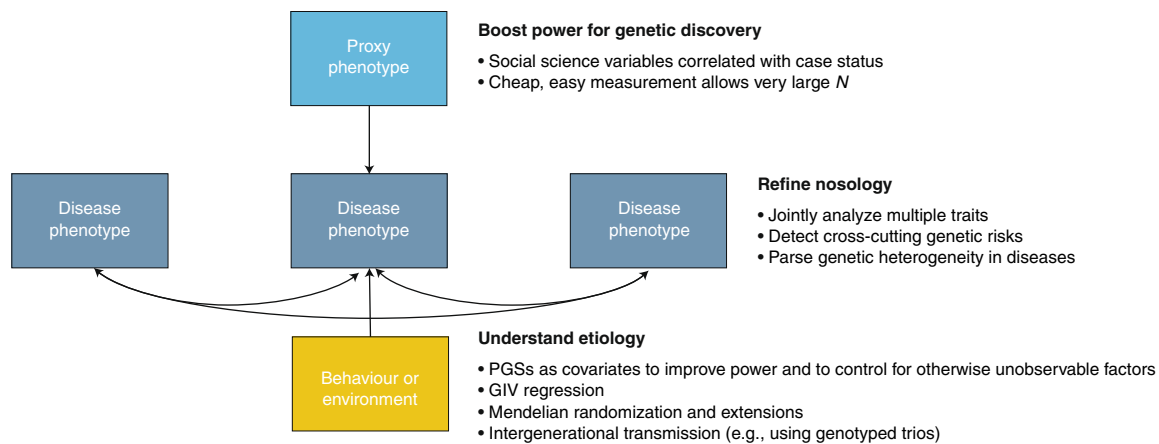 Proxy
phenotype
Boost power for genetic discovery
• Social science variables correlated with case status
• Cheap, easy measurement allows very large N
Disease
phenotype
Disease
phenotype
Disease
phenotype
Refine nosology
• Jointly analyze multiple traits
• Detect cross-cutting genetic risks
• Parse genetic heterogeneity in diseases
Behaviour or
environment
Understand etiology
• PGSs as covariates to improve power and to control for otherwise unobservable factors
• GIV regression
• Mendelian randomization and extensions
• Intergenerational transmission (e.g., using genotyped trios)